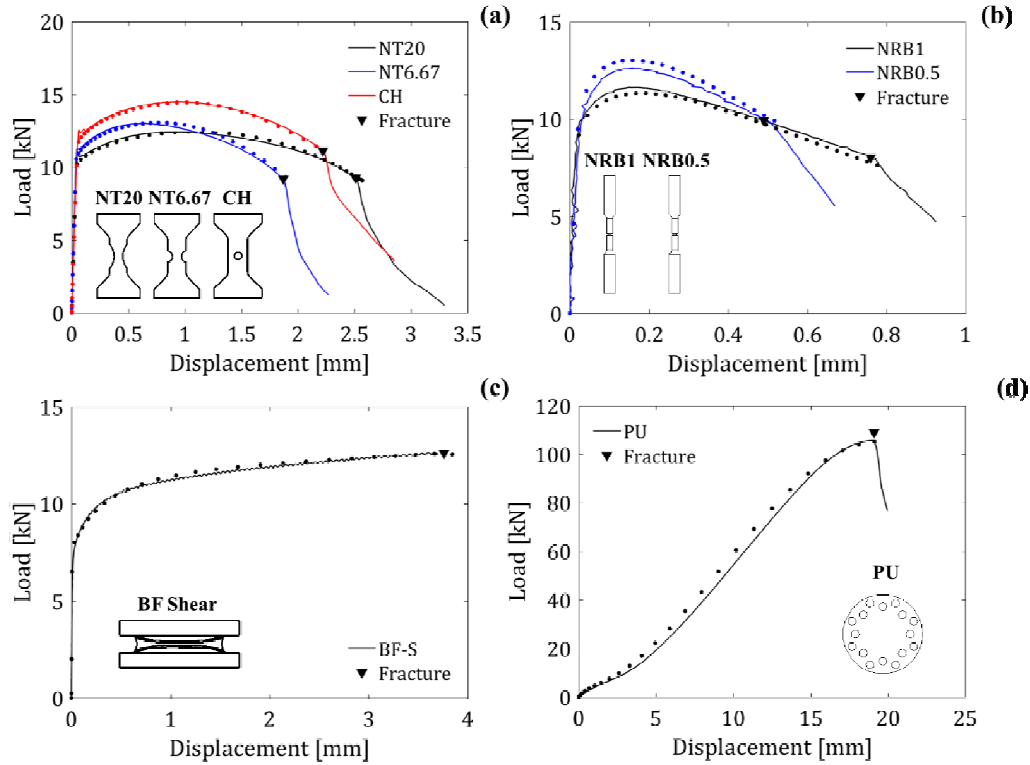 (a)
20
15
10
5
0
Load [kN]
NT20
NT6.67
CH
Fracture
NT20 NT6.67 CH
0 0.5 1 1.5 2 2.5 3 3.5
Displacement [mm]
(b)
15
10
5
0
Load [kN]
NRB1
NRB0.5
Fracture
NRB1 NRB0.5
0 0.2 0.4 0.6 0.8 1
Displacement [mm]
(c)
15
10
5
0
Load [kN]
BF Shear
BF-S
Fracture
0 1 2 3 4
Displacement [mm]
(d)
120
100
80
60
40
20
0
Load [kN]
PU
Fracture
PU
0 5 10 15 20 25
Displacement [mm]